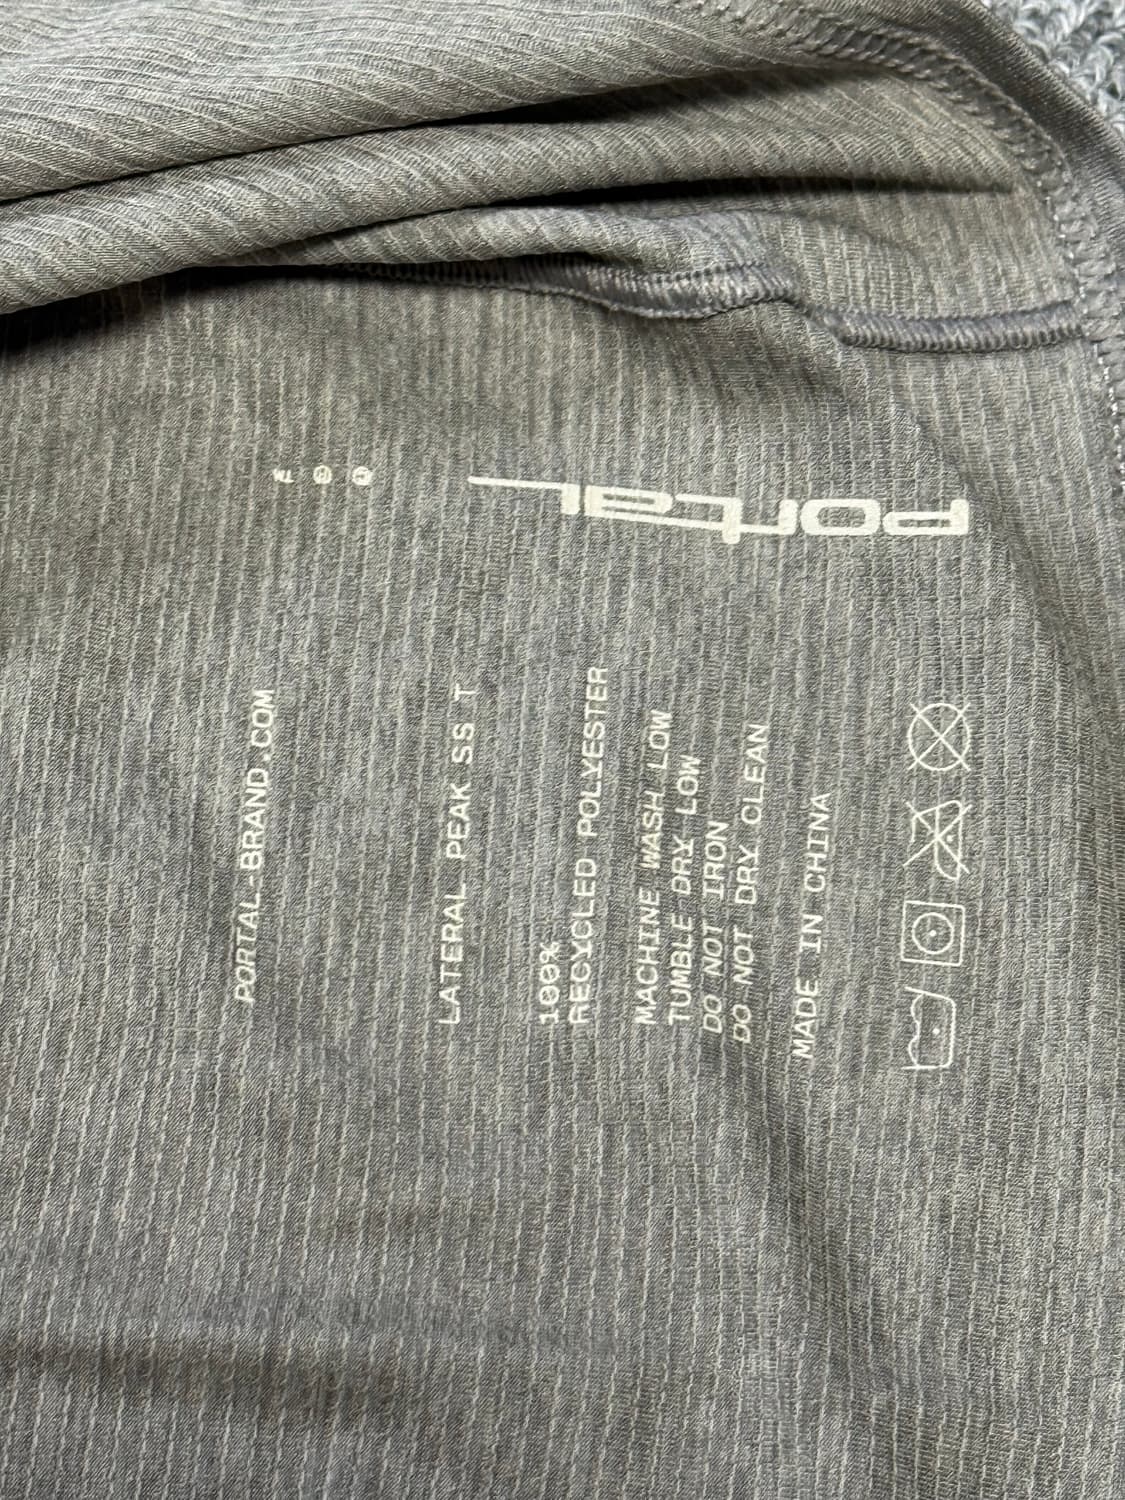 PORTAL
™
PORTAL-BRAND.COM
LATERAL PEAK SS T
100%
RECYCLED POLYESTER
MACHINE WASH LOW
TUMBLE DRY LOW
DO NOT IRON
DO NOT DRY CLEAN
MADE IN CHINA